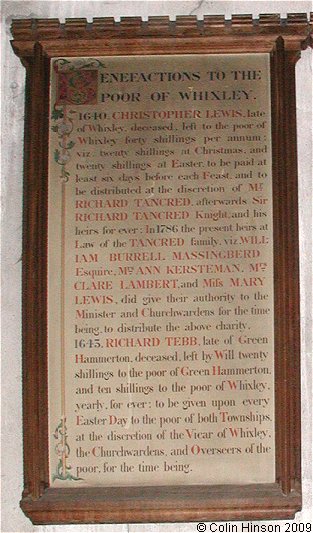 BENEFACTIONS TO THE
POOR OF WHIXLEY.
1640. CHRISTOPHER LEWIS, late
of Whixley, deceased, left to the poor of
Whixley forty shillings per annum:
viz: twenty shillings at Christmas, and
twenty shillings at Easter, to be paid at
least six days before each Feast, and to
be distributed at the discretion of Mr
RICHARD TANCRED, afterwards Sir
RICHARD TANCRED Knight, and his
heirs for ever: In 1786 the present heirs at
Law of the TANCRED family, viz. WILL
IAM BURRELL MASSINGBERD
Esquire, Mrs ANN KERSTEMAN, Mrs
CLARE LAMBERT, and Miss MARY
LEWIS, did give their authority to the
Minister and Churchwardens for the time
being, to distribute the above charity.
1643. RICHARD TEBB, late of Green
Hammerton, deceased, left by Will twenty
shillings to the poor of Green Hammerton,
and ten shillings to the poor of Whixley,
yearly, for ever: to be given upon every
Easter Day to the poor of both Townships,
at the discretion of the Vicar of Whixley,
the Churchwardens, and Overseers of the
poor, for the time being.
© Colin Hinson 2009